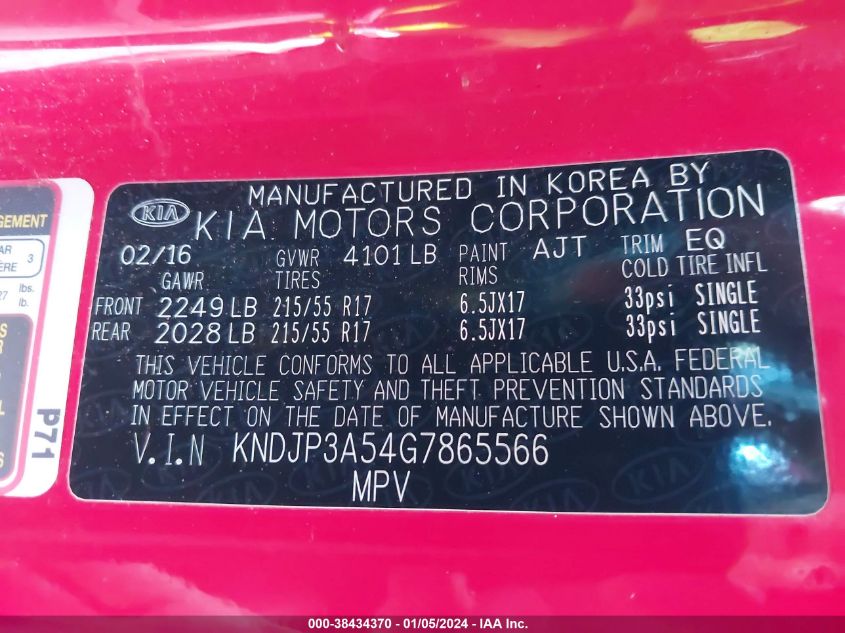 MANUFACTURED IN KOREA BY
KIA KIA MOTORS CORPORATION
02/16 GVWR 4101 LB PAINT AJT TRIM EQ
GAWR TIRES RIMS COLD TIRE INFL
FRONT 2249 LB 215/55 R17 6.5JX17 33psi SINGLE
REAR 2028 LB 215/55 R17 6.5JX17 33psi SINGLE
THIS VEHICLE CONFORMS TO ALL APPLICABLE U.S.A. FEDERAL
MOTOR VEHICLE SAFETY AND THEFT PREVENTION STANDARDS
IN EFFECT ON THE DATE OF MANUFACTURE SHOWN ABOVE.
V.I.N KNDJP3A54G7865566
MPV
3
lbs.
lb.
P71
000-38434370 - 01/05/2024 - IAA Inc.